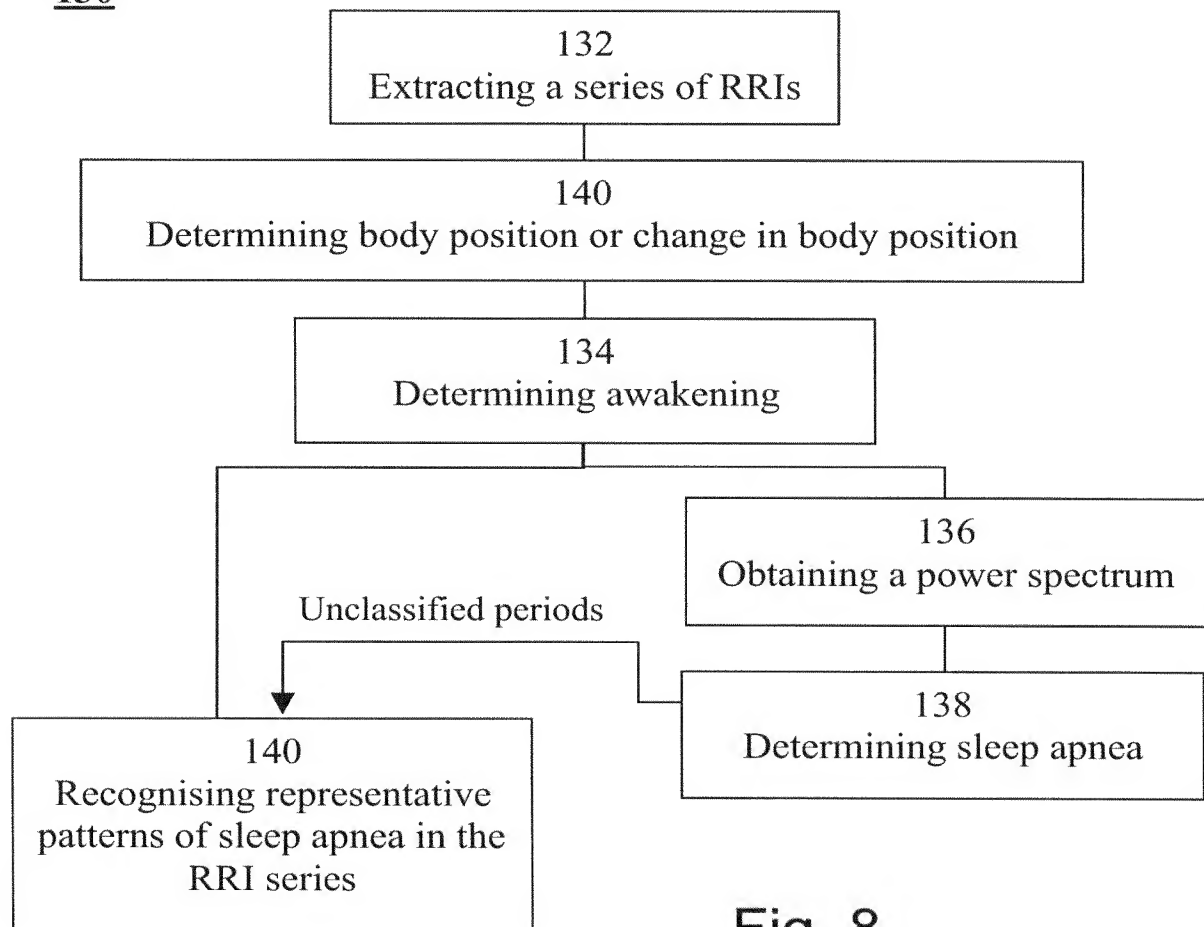 132
Extracting a series of RRIs
140
Determining body position or change in body position
134
Determining awakening
136
Obtaining a power spectrum
Unclassified periods
138
Determining sleep apnea
140
Recognising representative
patterns of sleep apnea in the
RRI series
Fig. 8